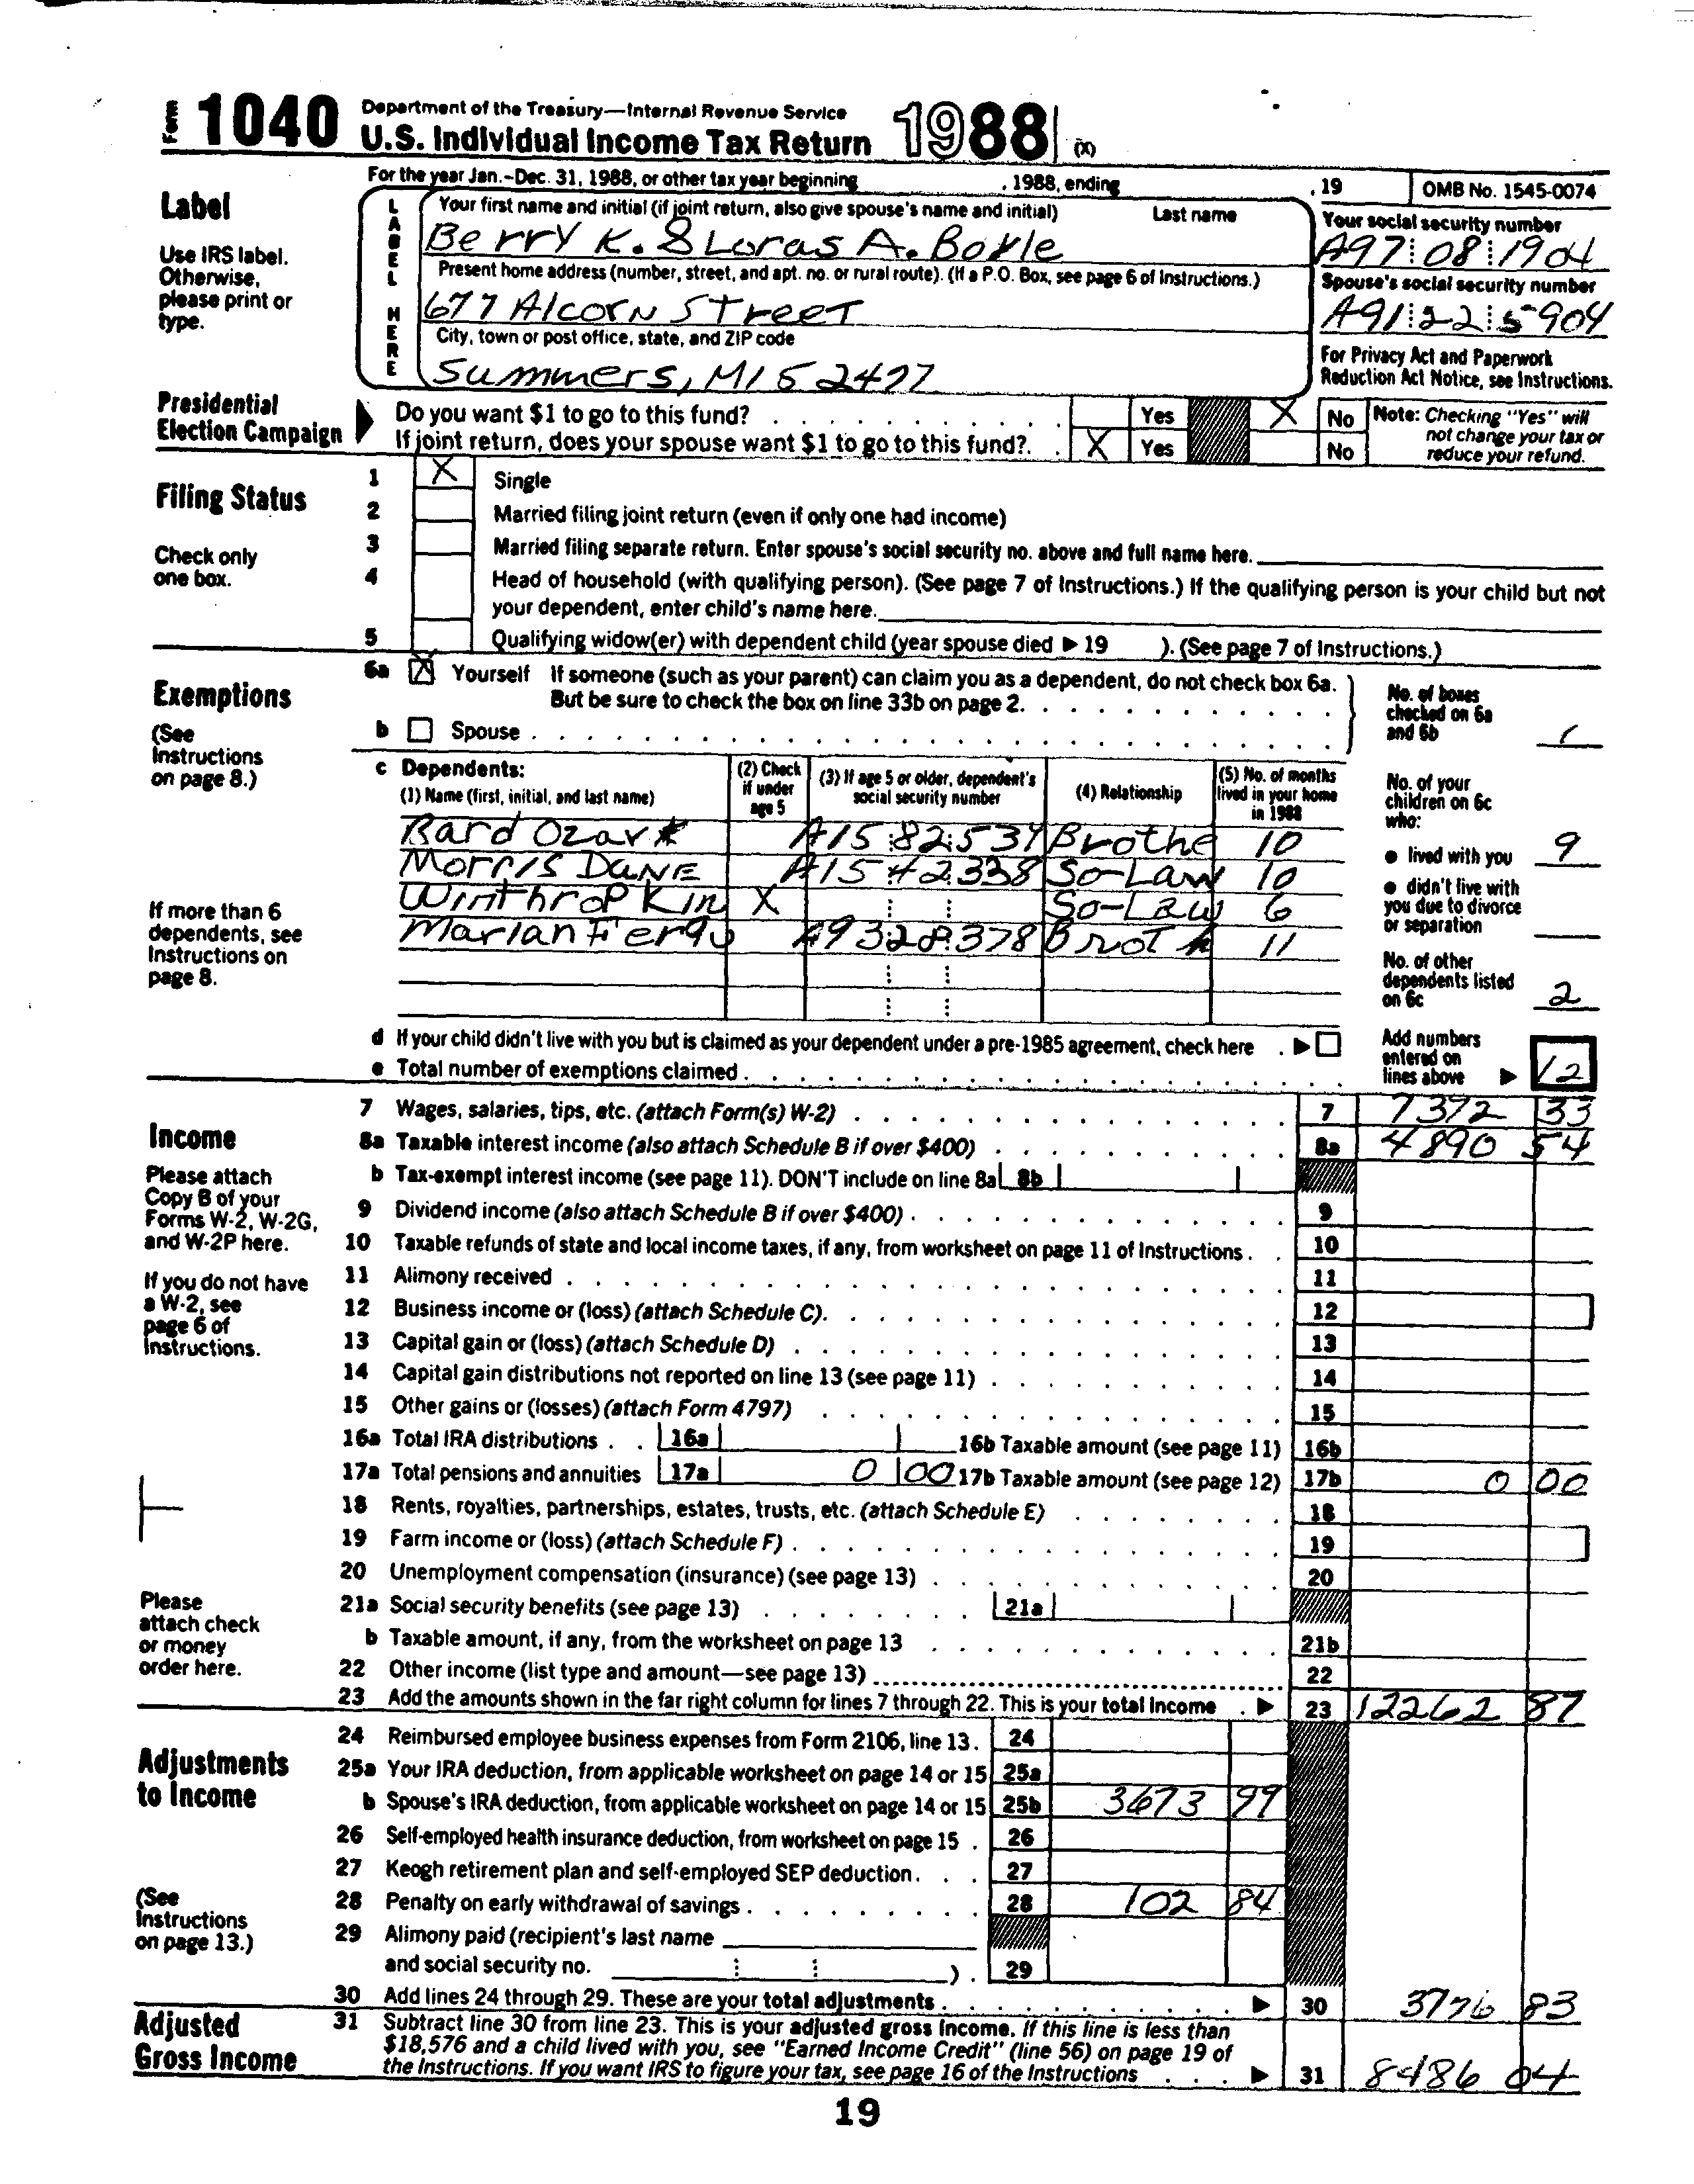 Form 1040 Department of the Treasury—Internal Revenue Service
U.S. Individual Income Tax Return 1988 (X)
For the year Jan.-Dec. 31, 1988, or other tax year beginning , 1988, ending , 19 OMB No. 1545-0074
Label
Use IRS label.
Otherwise,
please print or
type.
LABEL HERE
Your first name and initial (if joint return, also give spouse's name and initial) Last name
Berry K. & Loras A. Boyle
Present home address (number, street, and apt. no. or rural route). (If a P.O. Box, see page 6 of Instructions.)
677 Alcorn Street
City, town or post office, state, and ZIP code
Summers, MI 52477
Your social security number
A97 08 1904
Spouse's social security number
A91 22 5904
For Privacy Act and Paperwork
Reduction Act Notice, see Instructions.
Presidential
Election Campaign
Do you want $1 to go to this fund? Yes X No
If joint return, does your spouse want $1 to go to this fund? X Yes No
Note: Checking "Yes" will
not change your tax or
reduce your refund.
Filing Status
Check only
one box.
1 X Single
2 Married filing joint return (even if only one had income)
3 Married filing separate return. Enter spouse's social security no. above and full name here.
4 Head of household (with qualifying person). (See page 7 of Instructions.) If the qualifying person is your child but not
your dependent, enter child's name here.
5 Qualifying widow(er) with dependent child (year spouse died ▶ 19 ). (See page 7 of Instructions.)
Exemptions
(See
Instructions
on page 8.)
6a X Yourself If someone (such as your parent) can claim you as a dependent, do not check box 6a.
But be sure to check the box on line 33b on page 2.
b Spouse
No. of boxes
checked on 6a
and 6b 1
c Dependents:
(1) Name (first, initial, and last name)
(2) Check
if under
age 5
(3) If age 5 or older, dependent's
social security number
(4) Relationship
(5) No. of months
lived in your home
in 1988
Bard Ozark A15 82 534 Brothe 10
Morris Dane A15 42 338 So-Law 10
Winthrop Kin X So-Law 6
Marian Fergu A93 28 378 Broth 11
If more than 6
dependents, see
Instructions on
page 8.
No. of your
children on 6c
who:
● lived with you 9
● didn't live with
you due to divorce
or separation
No. of other
dependents listed
on 6c 2
d If your child didn't live with you but is claimed as your dependent under a pre-1985 agreement, check here ▶
e Total number of exemptions claimed
Add numbers
entered on
lines above ▶ 12
Income
Please attach
Copy B of your
Forms W-2, W-2G,
and W-2P here.
If you do not have
a W-2, see
page 6 of
Instructions.
Please
attach check
or money
order here.
7 Wages, salaries, tips, etc. (attach Form(s) W-2) 7 7372 33
8a Taxable interest income (also attach Schedule B if over $400) 8a 4890 54
b Tax-exempt interest income (see page 11). DON'T include on line 8a 8b
9 Dividend income (also attach Schedule B if over $400) 9
10 Taxable refunds of state and local income taxes, if any, from worksheet on page 11 of Instructions 10
11 Alimony received 11
12 Business income or (loss) (attach Schedule C) 12
13 Capital gain or (loss) (attach Schedule D) 13
14 Capital gain distributions not reported on line 13 (see page 11) 14
15 Other gains or (losses) (attach Form 4797) 15
16a Total IRA distributions 16a 16b Taxable amount (see page 11) 16b
17a Total pensions and annuities 17a 0 00 17b Taxable amount (see page 12) 17b 0 00
18 Rents, royalties, partnerships, estates, trusts, etc. (attach Schedule E) 18
19 Farm income or (loss) (attach Schedule F) 19
20 Unemployment compensation (insurance) (see page 13) 20
21a Social security benefits (see page 13) 21a
b Taxable amount, if any, from the worksheet on page 13 21b
22 Other income (list type and amount—see page 13) 22
23 Add the amounts shown in the far right column for lines 7 through 22. This is your total income ▶ 23 12262 87
Adjustments
to Income
(See
Instructions
on page 13.)
24 Reimbursed employee business expenses from Form 2106, line 13. 24
25a Your IRA deduction, from applicable worksheet on page 14 or 15 25a
b Spouse's IRA deduction, from applicable worksheet on page 14 or 15 25b 3673 99
26 Self-employed health insurance deduction, from worksheet on page 15 26
27 Keogh retirement plan and self-employed SEP deduction 27
28 Penalty on early withdrawal of savings 28 102 84
29 Alimony paid (recipient's last name
and social security no. ). 29
30 Add lines 24 through 29. These are your total adjustments ▶ 30 3776 83
Adjusted
Gross Income
31 Subtract line 30 from line 23. This is your adjusted gross income. If this line is less than
$18,576 and a child lived with you, see "Earned Income Credit" (line 56) on page 19 of
the Instructions. If you want IRS to figure your tax, see page 16 of the Instructions ▶ 31 8486 04
19